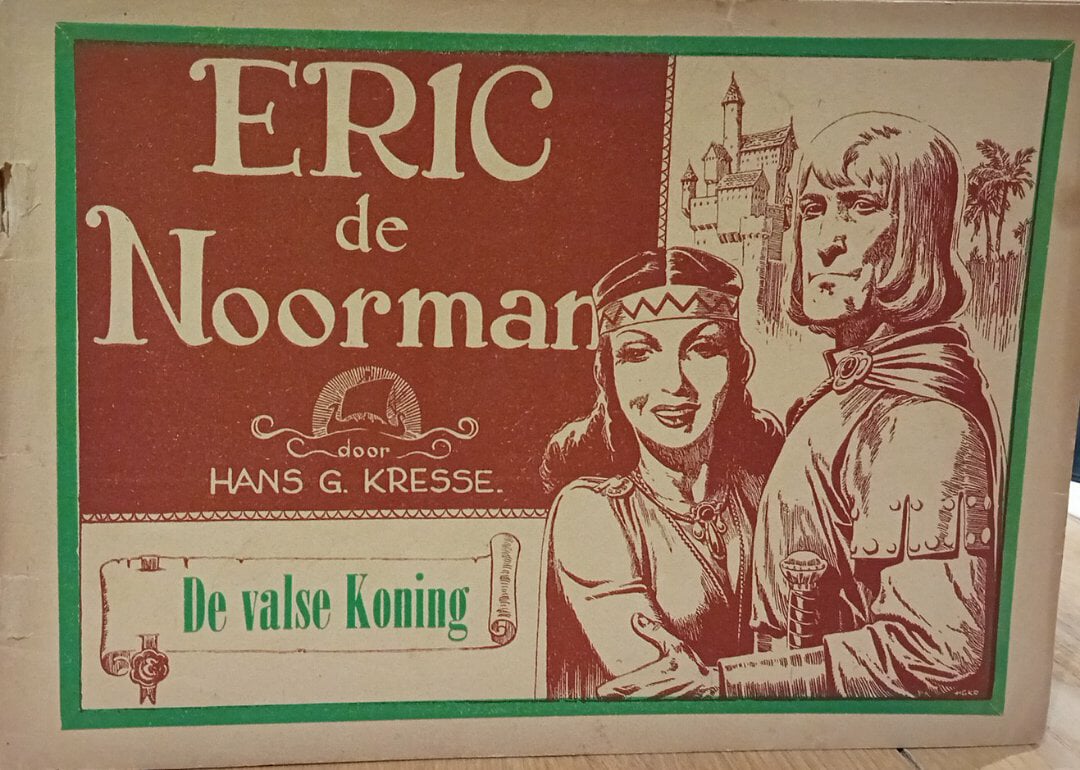 ERIC
de
Noorman
door
HANS G. KRESSE.
De valse Koning